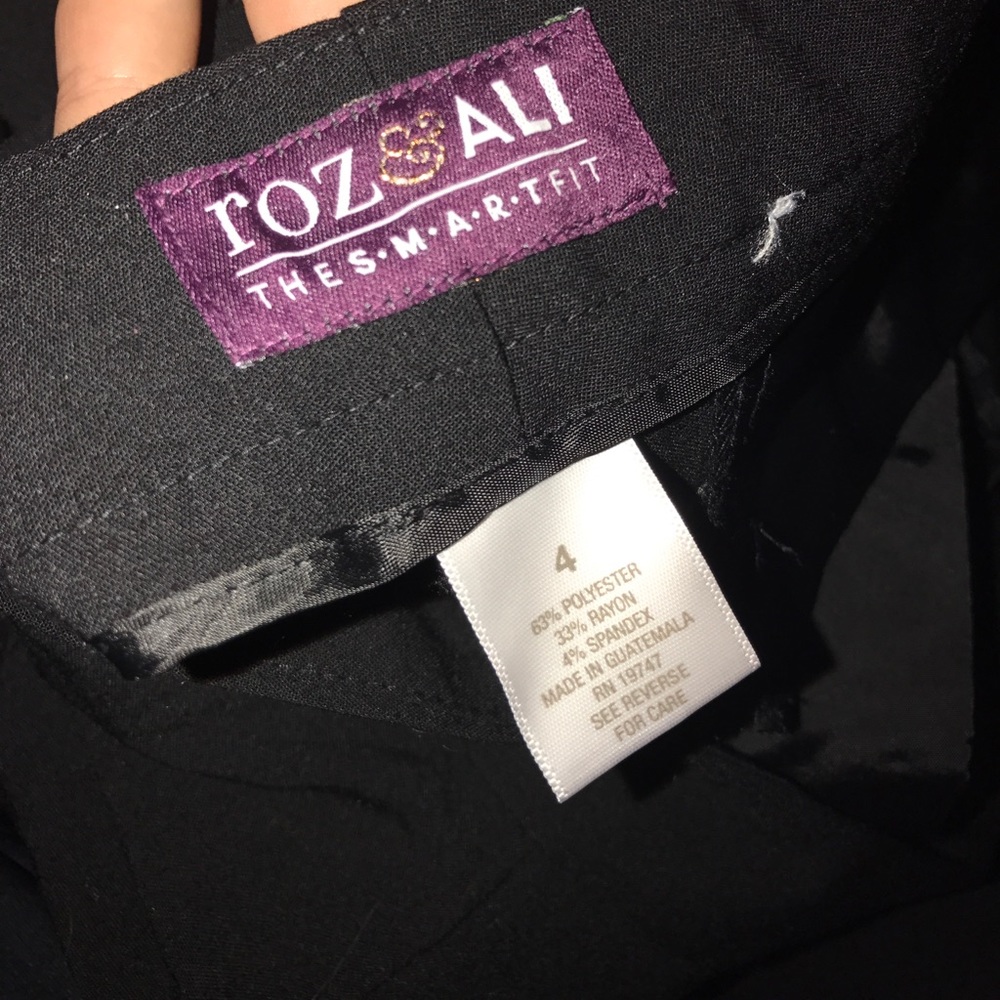 roz & ALI
THE S·M·A·R·T FIT
4
63% POLYESTER
33% RAYON
4% SPANDEX
MADE IN GUATEMALA
RN 19747
SEE REVERSE
FOR CARE